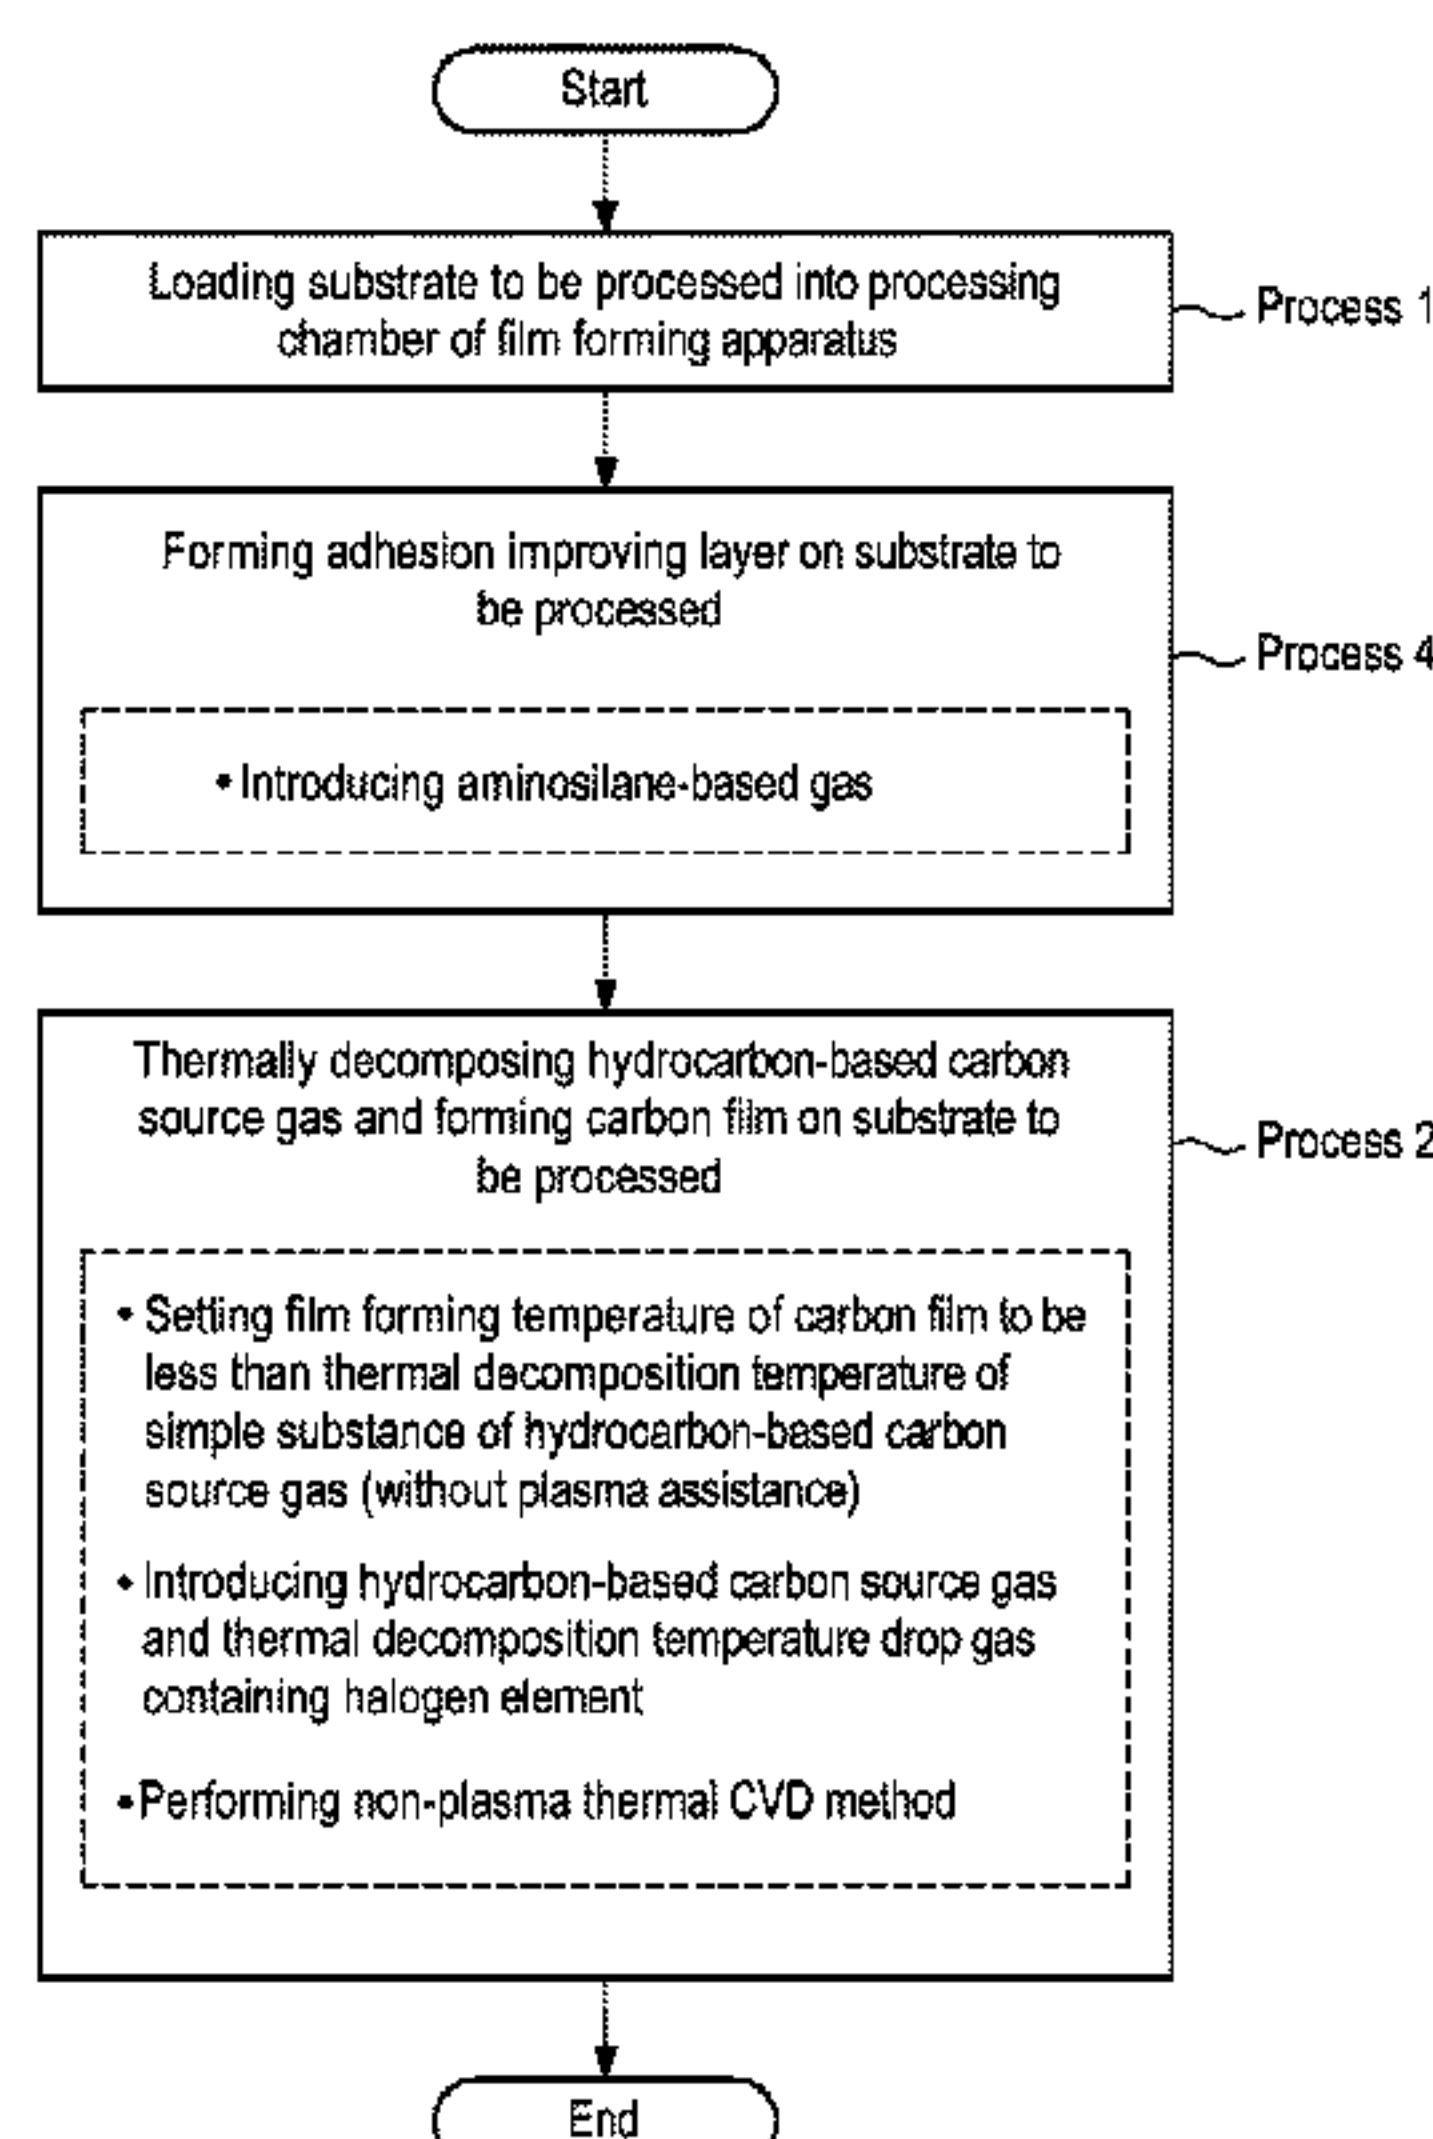 Start
Loading substrate to be processed into processing
chamber of film forming apparatus
Process 1
Forming adhesion improving layer on substrate to
be processed
Process 4
• Introducing aminosilane-based gas
Thermally decomposing hydrocarbon-based carbon
source gas and forming carbon film on substrate to
be processed
Process 2
• Setting film forming temperature of carbon film to be
less than thermal decomposition temperature of
simple substance of hydrocarbon-based carbon
source gas (without plasma assistance)
• Introducing hydrocarbon-based carbon source gas
and thermal decomposition temperature drop gas
containing halogen element
• Performing non-plasma thermal CVD method
End